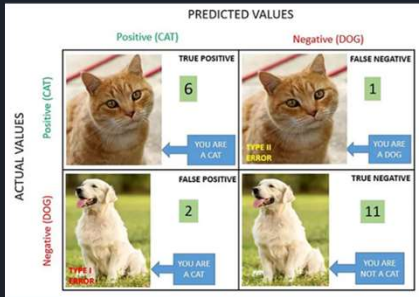 PREDICTED VALUES
Positive (CAT)
Negative (DOG)
ACTUAL VALUES
Positive (CAT)
TRUE POSITIVE
6
YOU ARE
A CAT
FALSE NEGATIVE
1
TYPE II
ERROR
YOU ARE
A DOG
Negative (DOG)
FALSE POSITIVE
2
TYPE I
ERROR
YOU ARE
A CAT
TRUE NEGATIVE
11
YOU ARE
NOT A CAT